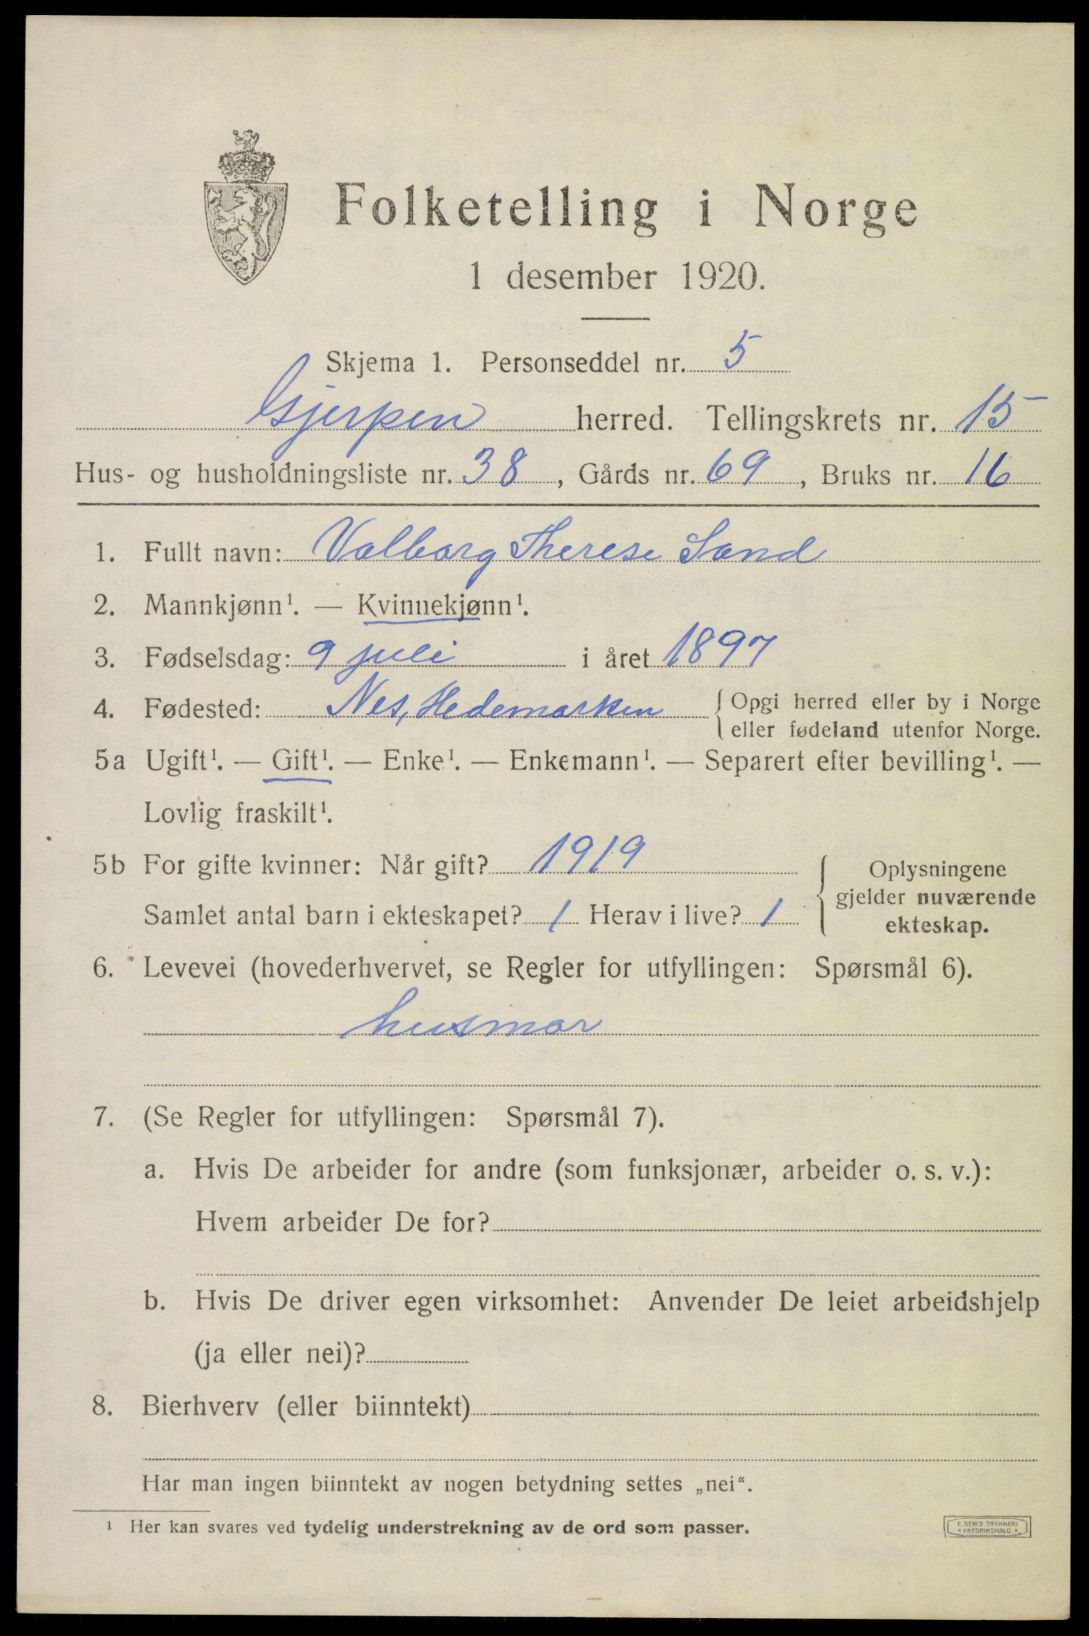 Folketelling i Norge
1 desember 1920.
Skjema 1. Personseddel nr. 5
Gjerpen herred. Tellingskrets nr. 15
Hus- og husholdningsliste nr. 38, Gårds nr. 69, Bruks nr. 16
1. Fullt navn: Valborg Therese Sand
2. Mannkjønn¹. — Kvinnekjønn¹.
3. Fødselsdag: 9 juli i året 1897
4. Fødested: Nes, Hedemarken { Opgi herred eller by i Norge
eller fødeland utenfor Norge.
5a Ugift¹. — Gift¹. — Enke¹. — Enkemann¹. — Separert efter bevilling¹. —
Lovlig fraskilt¹.
5b For gifte kvinner: Når gift? 1919
Samlet antal barn i ekteskapet? 1 Herav i live? 1
{ Oplysningene
gjelder nuværende
ekteskap.
6. Levevei (hovederhvervet, se Regler for utfyllingen: Spørsmål 6).
husmor
7. (Se Regler for utfyllingen: Spørsmål 7).
a. Hvis De arbeider for andre (som funksjonær, arbeider o. s. v.):
Hvem arbeider De for?
b. Hvis De driver egen virksomhet: Anvender De leiet arbeidshjelp
(ja eller nei)?
8. Bierhverv (eller biinntekt)
Har man ingen biinntekt av nogen betydning settes „nei“.
¹ Her kan svares ved tydelig understrekning av de ord som passer.
E. SEM'S TRYKKERI
• FREDRIKSHALD •